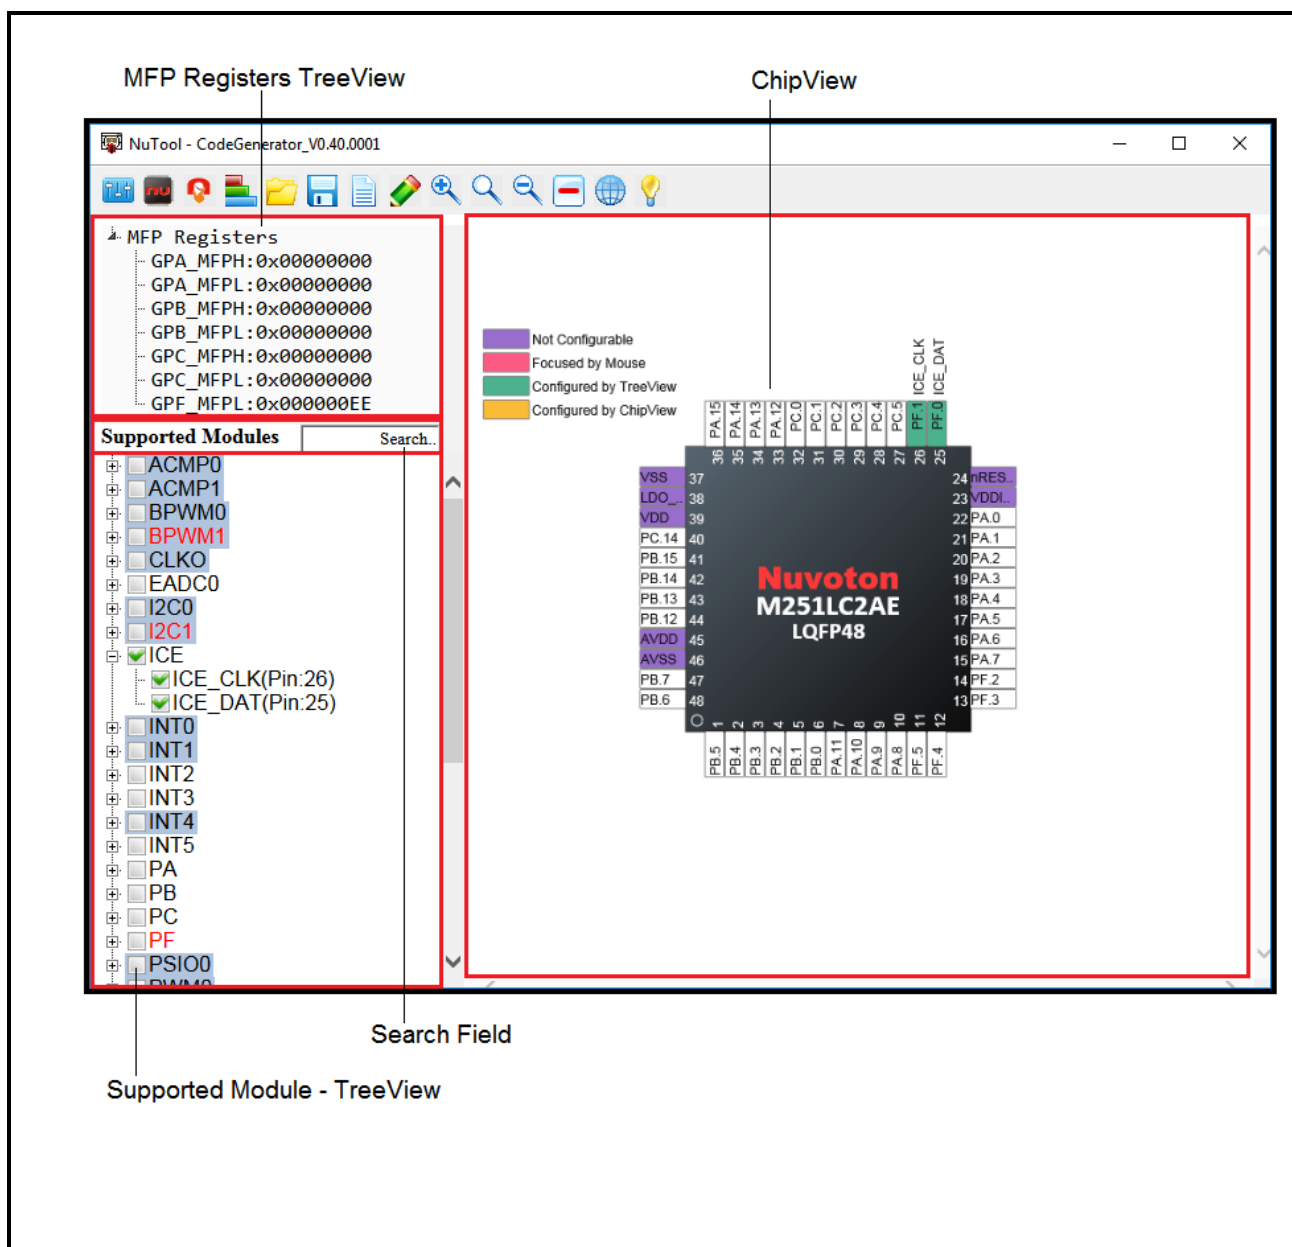 MFP Registers TreeView
ChipView
NuTool - CodeGenerator_V0.40.0001
nu
MFP Registers
GPA_MFPH:0x00000000
GPA_MFPL:0x00000000
GPB_MFPH:0x00000000
GPB_MFPL:0x00000000
GPC_MFPH:0x00000000
GPC_MFPL:0x00000000
GPF_MFPL:0x000000EE
Supported Modules
Search..
ACMP0
ACMP1
BPWM0
BPWM1
CLKO
EADC0
I2C0
I2C1
ICE
ICE_CLK(Pin:26)
ICE_DAT(Pin:25)
INT0
INT1
INT2
INT3
INT4
INT5
PA
PB
PC
PF
PSIO0
PWM0
Not Configurable
Focused by Mouse
Configured by TreeView
Configured by ChipView
ICE_CLK
ICE_DAT
PA.15
PA.14
PA.13
PA.12
PC.0
PC.1
PC.2
PC.3
PC.4
PC.5
PF.1
PF.0
36
35
34
33
32
31
30
29
28
27
26
25
VSS 37
LDO_.. 38
VDD 39
PC.14 40
PB.15 41
PB.14 42
PB.13 43
PB.12 44
AVDD 45
AVSS 46
PB.7 47
PB.6 48
Nuvoton
M251LC2AE
LQFP48
24 nRES..
23 VDDI..
22 PA.0
21 PA.1
20 PA.2
19 PA.3
18 PA.4
17 PA.5
16 PA.6
15 PA.7
14 PF.2
13 PF.3
1
2
3
4
5
6
7
8
9
10
11
12
PB.5
PB.4
PB.3
PB.2
PB.1
PB.0
PA.11
PA.10
PA.9
PA.8
PF.5
PF.4
Search Field
Supported Module - TreeView